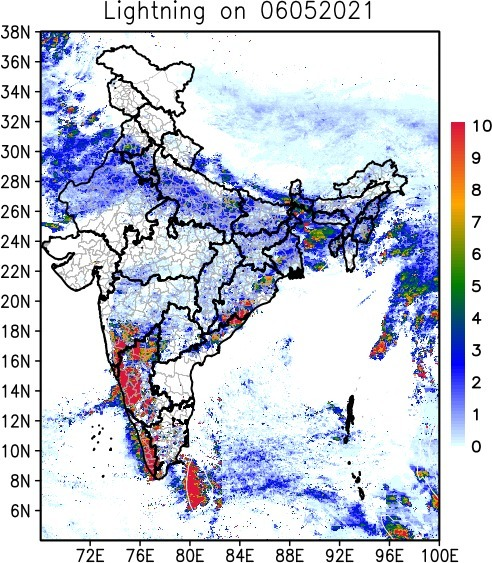 Lightning on 06052021
38N
36N
34N
32N
30N
28N
26N
24N
22N
20N
18N
16N
14N
12N
10N
8N
6N
72E 76E 80E 84E 88E 92E 96E 100E
10
9
8
7
6
5
4
3
2
1
0